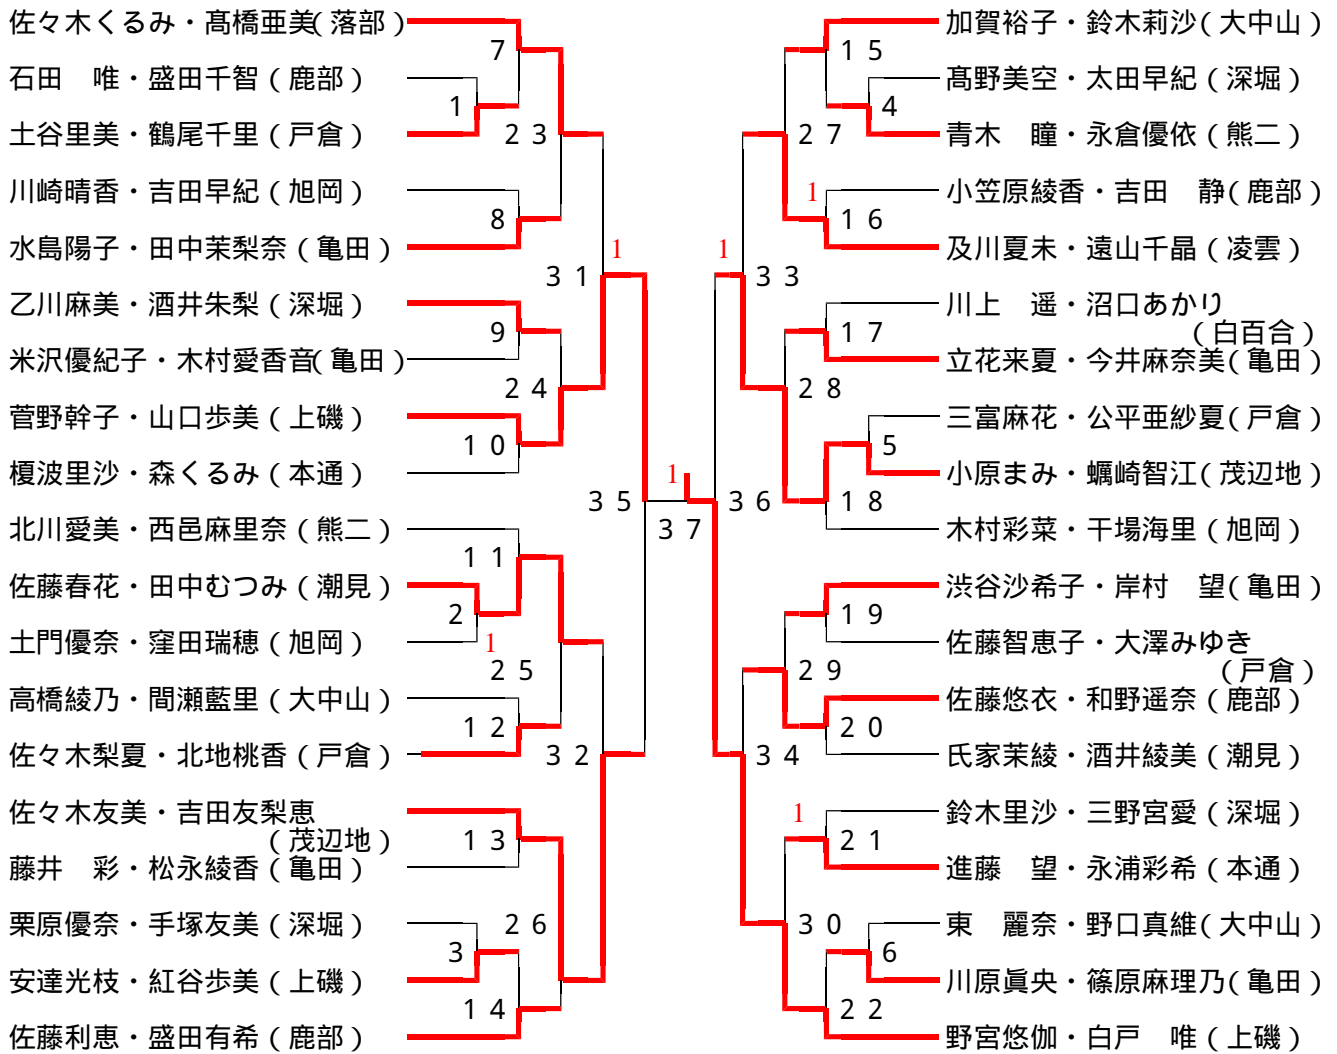 佐々木くるみ・髙橋亜美(落部)
7
石田　唯・盛田千智(鹿部)
1
土谷里美・鶴尾千里(戸倉)
23
川崎晴香・吉田早紀(旭岡)
8
水島陽子・田中茉梨奈(亀田)
1
31
乙川麻美・酒井朱梨(深堀)
9
米沢優紀子・木村愛香音(亀田)
24
菅野幹子・山口歩美(上磯)
10
榎波里沙・森くるみ(本通)
35
北川愛美・西邑麻里奈(熊二)
11
佐藤春花・田中むつみ(潮見)
2
土門優奈・窪田瑞穂(旭岡)
1
25
高橋綾乃・間瀬藍里(大中山)
12
佐々木梨夏・北地桃香(戸倉)
32
佐々木友美・吉田友梨恵
(茂辺地)
13
藤井　彩・松永綾香(亀田)
26
栗原優奈・手塚友美(深堀)
3
安達光枝・紅谷歩美(上磯)
14
佐藤利恵・盛田有希(鹿部)
1
37
加賀裕子・鈴木莉沙(大中山)
15
髙野美空・太田早紀(深堀)
4
青木　瞳・永倉優依(熊二)
27
小笠原綾香・吉田　静(鹿部)
1
16
及川夏未・遠山千晶(凌雲)
1
33
川上　遥・沼口あかり
(白百合)
17
立花来夏・今井麻奈美(亀田)
28
三富麻花・公平亜紗夏(戸倉)
5
小原まみ・蠣崎智江(茂辺地)
18
36
木村彩菜・干場海里(旭岡)
渋谷沙希子・岸村　望(亀田)
19
佐藤智恵子・大澤みゆき
(戸倉)
29
佐藤悠衣・和野遥奈(鹿部)
20
氏家茉綾・酒井綾美(潮見)
34
鈴木里沙・三野宮愛(深堀)
1
21
進藤　望・永浦彩希(本通)
30
東　麗奈・野口真維(大中山)
6
川原眞央・篠原麻理乃(亀田)
22
野宮悠伽・白戸　唯(上磯)